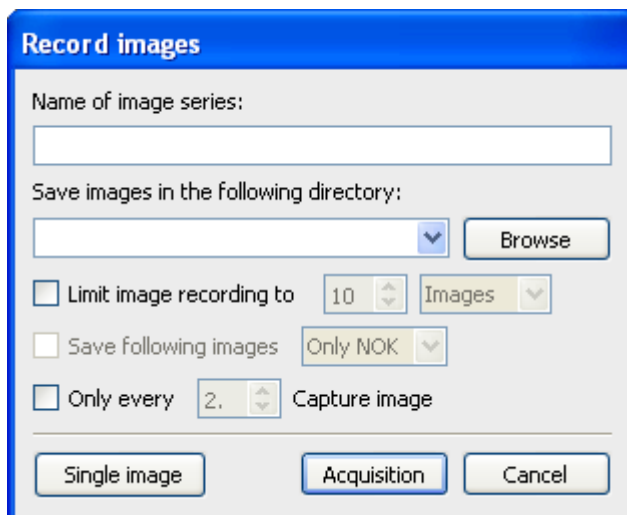 Record images
Name of image series:
Save images in the following directory:
Browse
Limit image recording to 10 Images
Save following images Only NOK
Only every 2. Capture image
Single image Acquisition Cancel